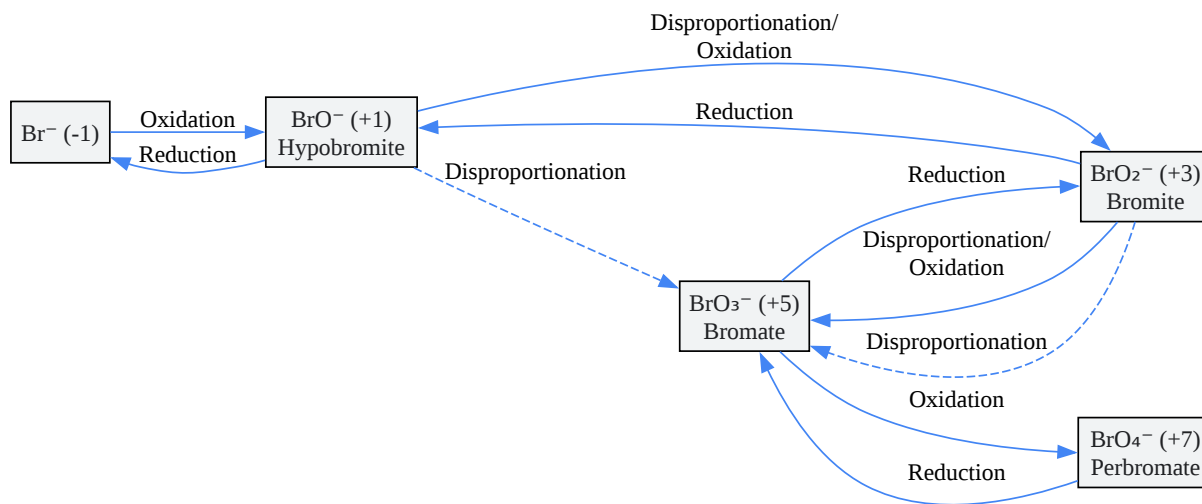 Disproportionation/
Oxidation
Br⁻ (-1)
Oxidation
Reduction
BrO⁻ (+1)
Hypobromite
Reduction
Disproportionation
BrO₂⁻ (+3)
Bromite
Reduction
Disproportionation/
Oxidation
BrO₃⁻ (+5)
Bromate
Disproportionation
Oxidation
BrO₄⁻ (+7)
Perbromate
Reduction